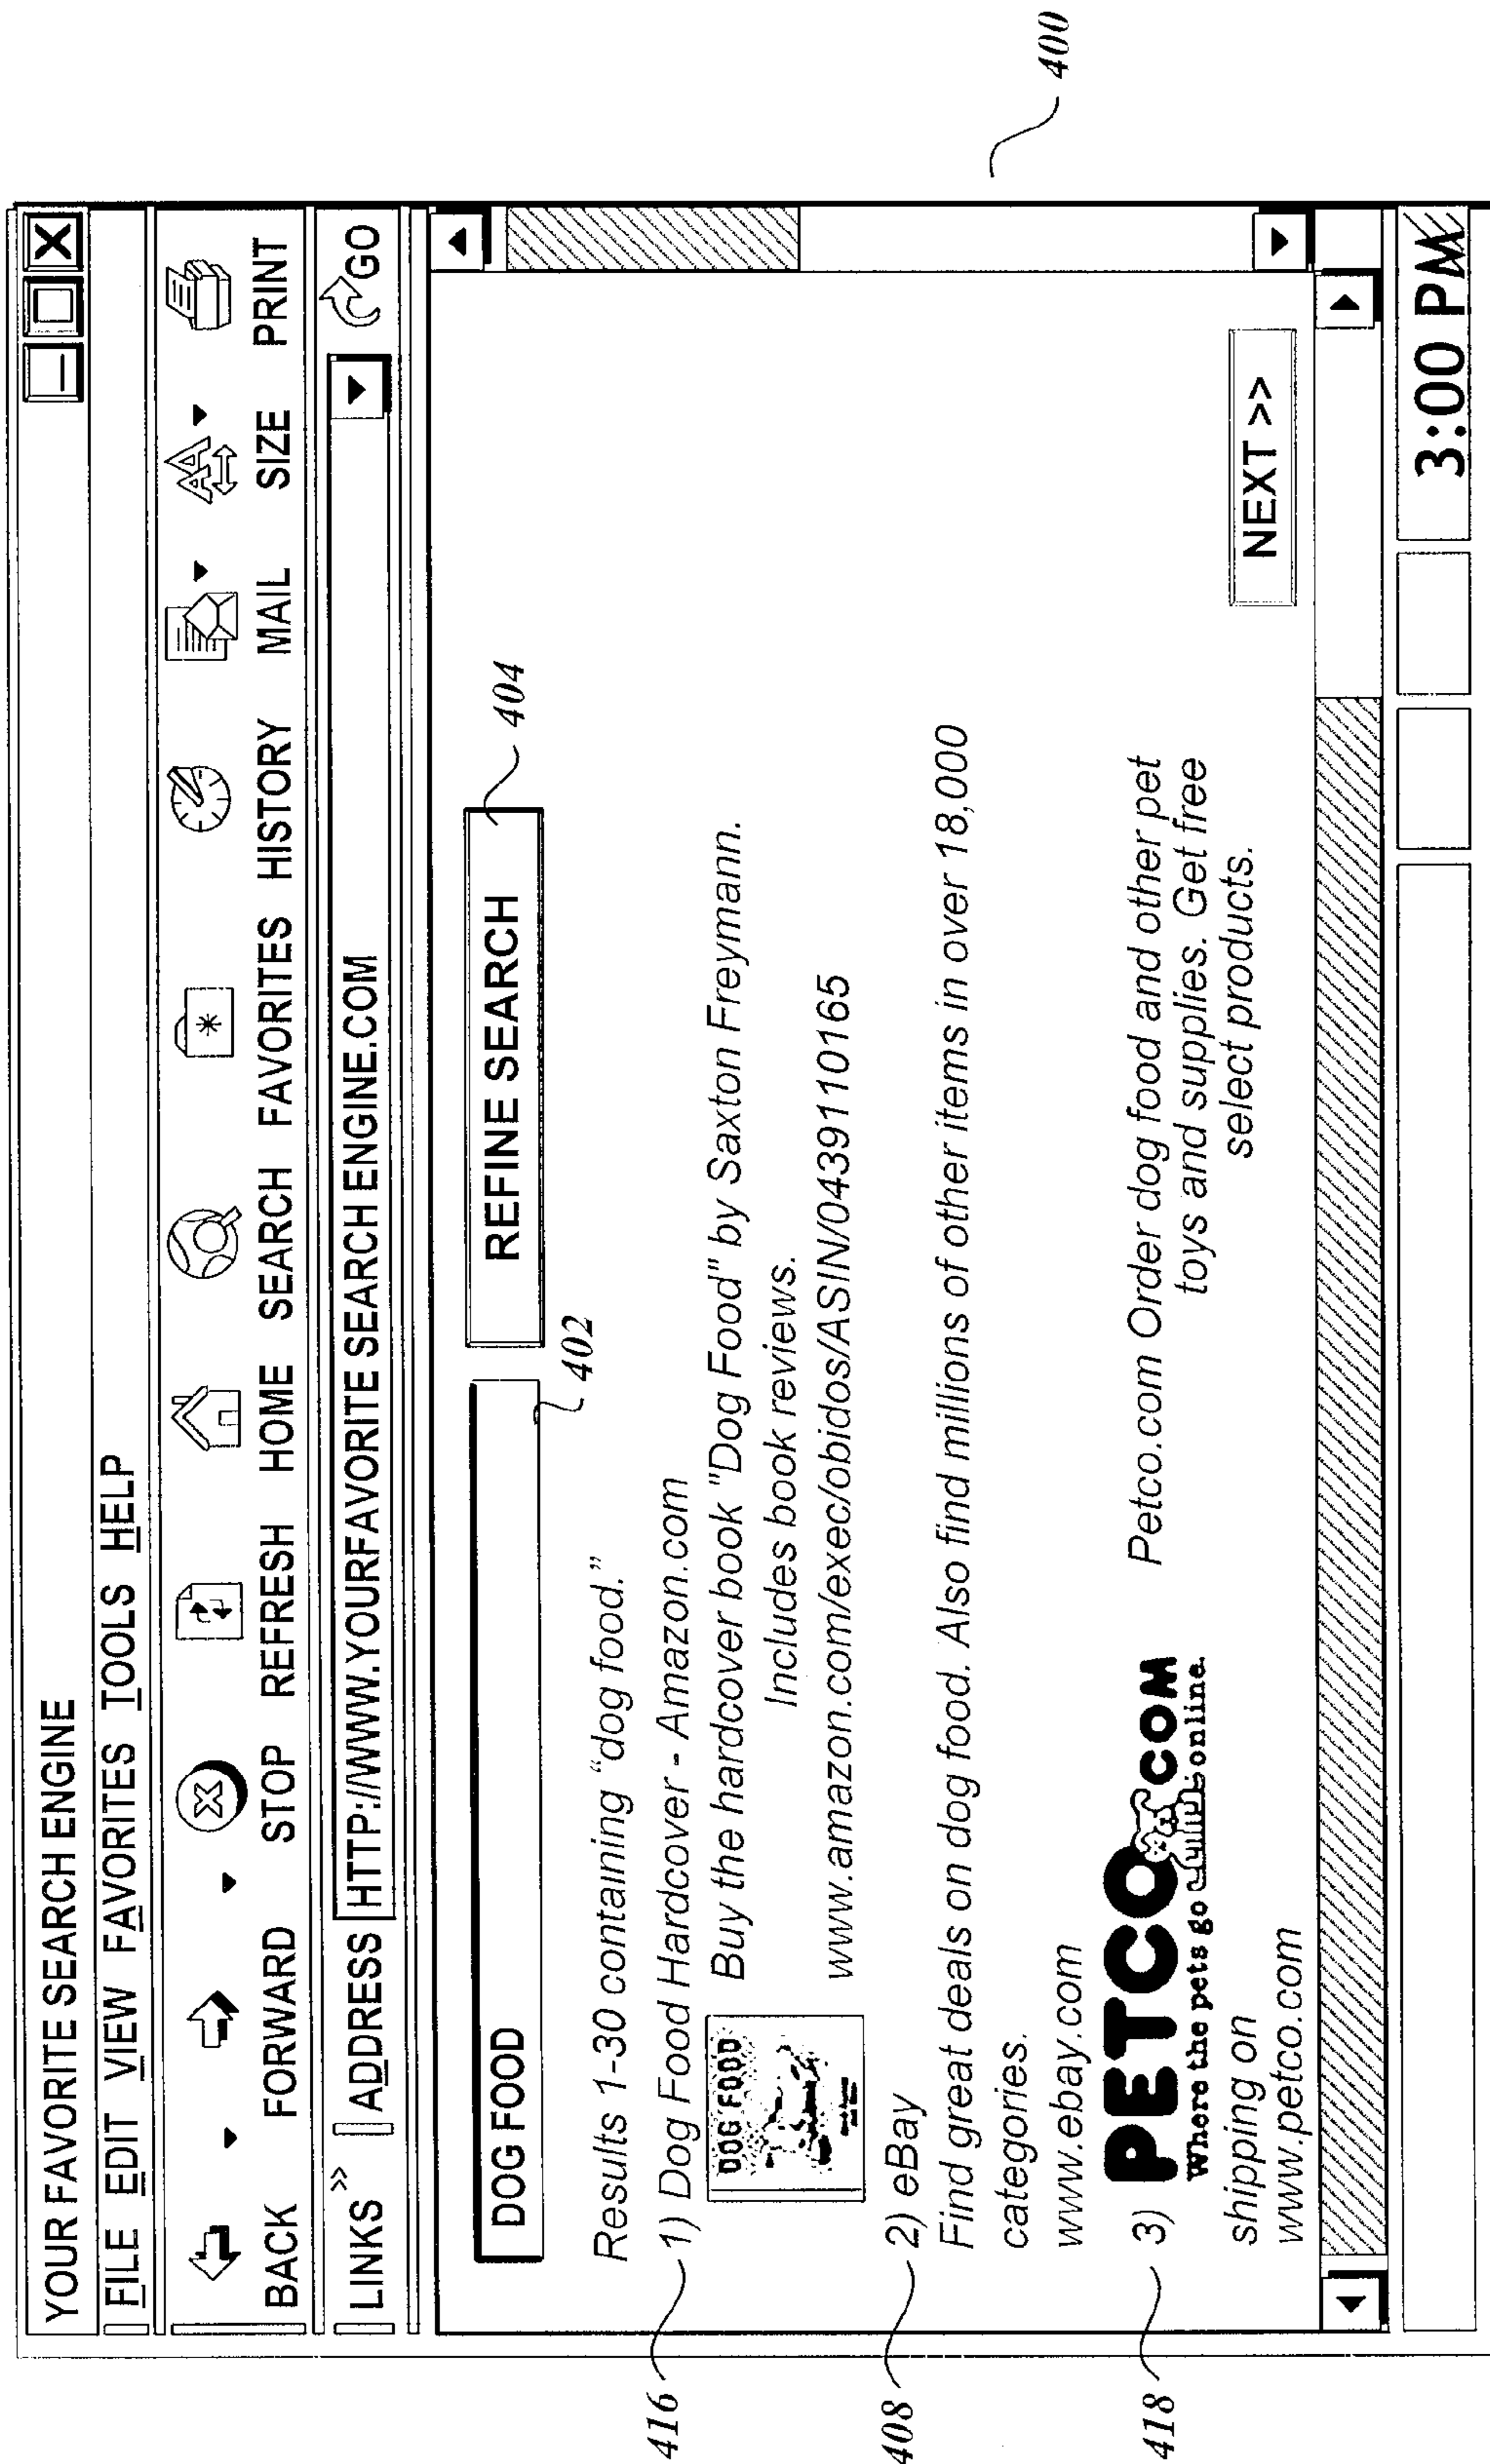 YOUR FAVORITE SEARCH ENGINE
FILE EDIT VIEW FAVORITES TOOLS HELP
BACK FORWARD STOP REFRESH HOME SEARCH FAVORITES HISTORY MAIL SIZE PRINT
LINKS >> ADDRESS HTTP://WWW.YOURFAVORITE SEARCH ENGINE.COM GO
DOG FOOD REFINE SEARCH 404
402
Results 1-30 containing “dog food.”
416 1) Dog Food Hardcover - Amazon.com
DOG FOOD Buy the hardcover book "Dog Food" by Saxton Freymann.
Includes book reviews.
www.amazon.com/exec/obidos/ASIN/0439110165
408 2) eBay
Find great deals on dog food. Also find millions of other items in over 18,000
categories.
www.ebay.com
400
418 3) PETCO.COM Petco.com Order dog food and other pet
Where the pets go online. toys and supplies. Get free
shipping on select products.
www.petco.com
NEXT >>
3:00 PM